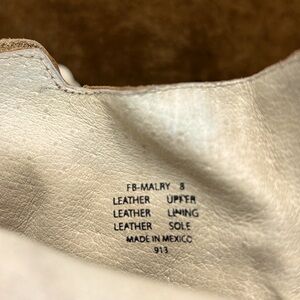 FB-MALRY 8
LEATHER UPPER
LEATHER LINING
LEATHER SOLE
MADE IN MEXICO
913